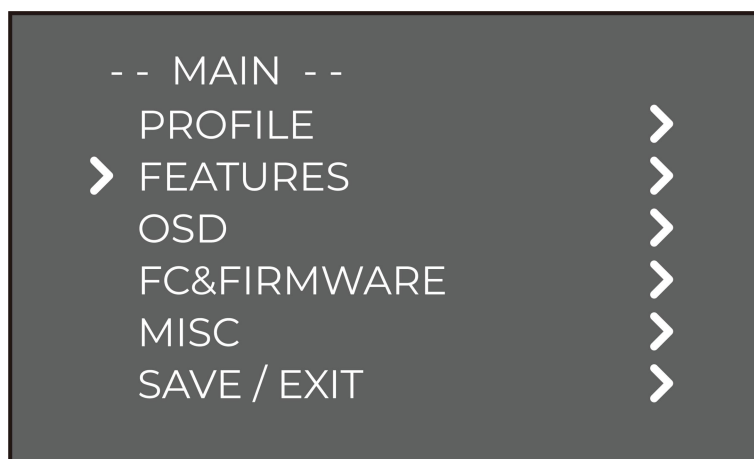 -- MAIN --
PROFILE >
> FEATURES >
OSD >
FC&FIRMWARE >
MISC >
SAVE / EXIT >